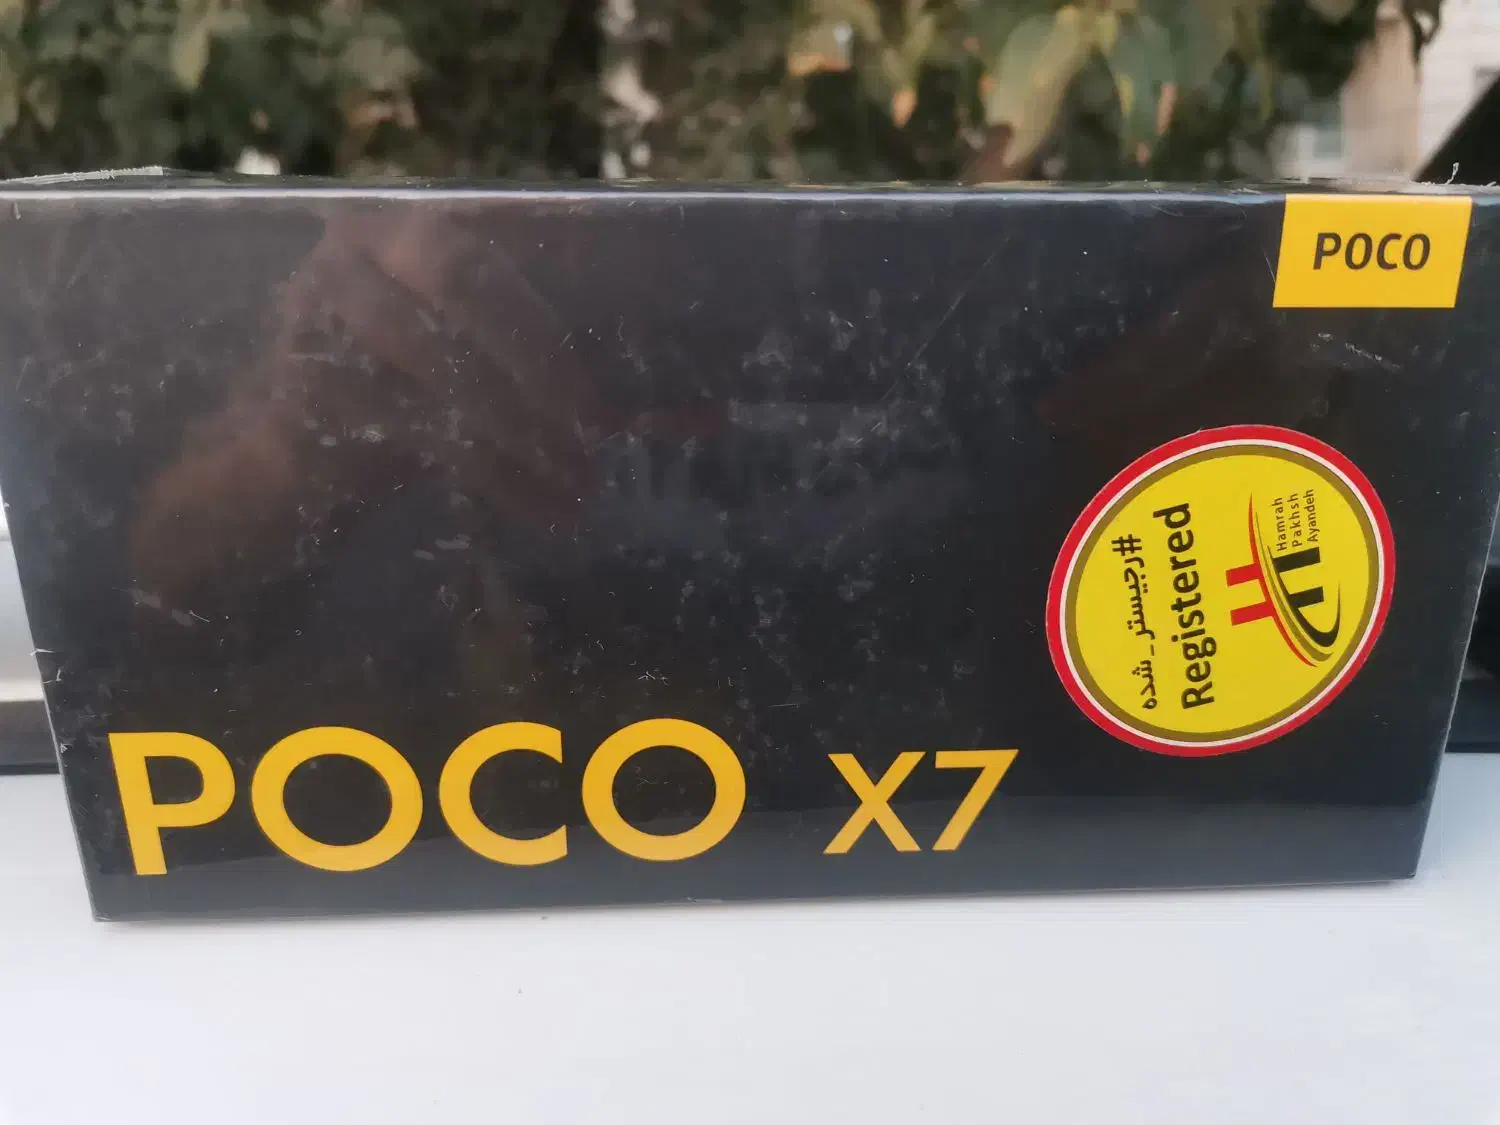 POCO
#رجیستر_شده
Registered
Hamrah
Pakhsh
Ayandeh
POCO X7